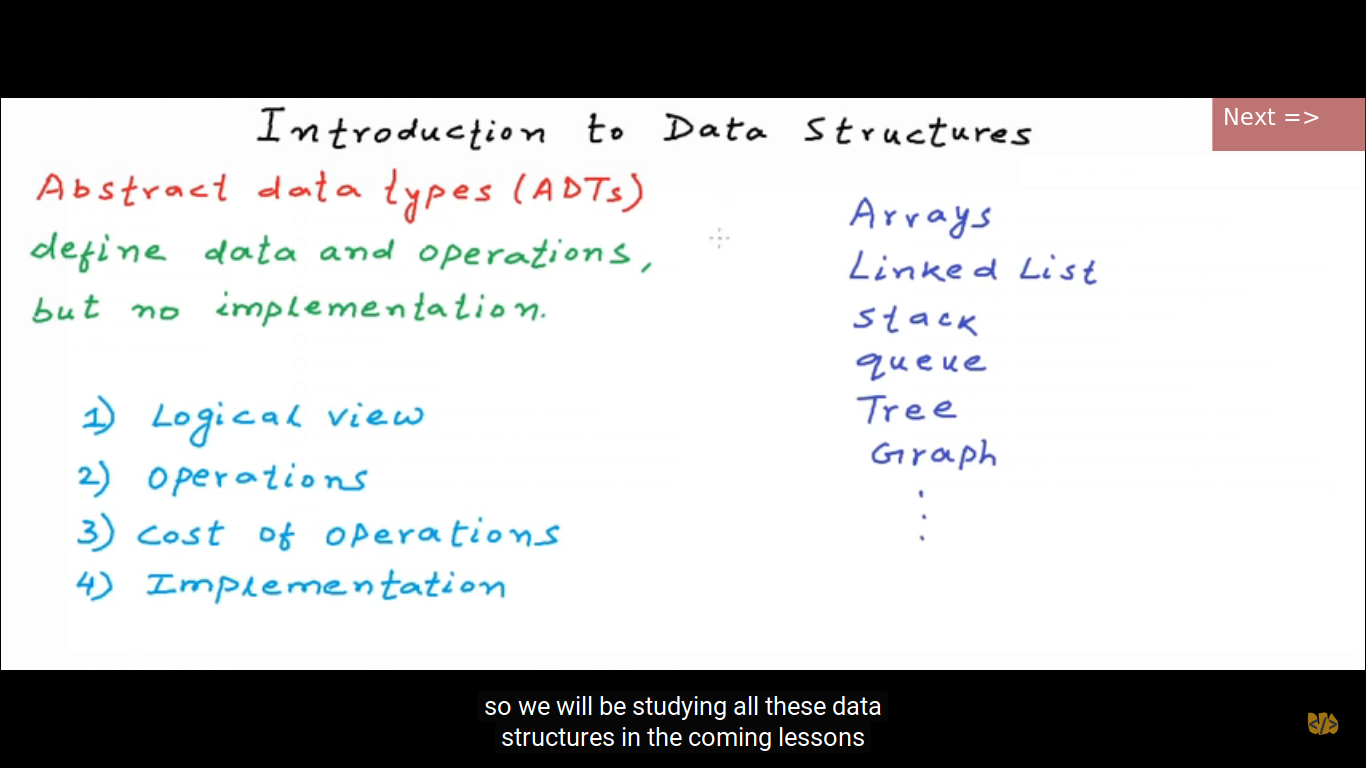 Introduction to Data Structures
Next =>
Abstract data types (ADTs)
define data and operations,
but no implementation.
1) Logical view
2) Operations
3) Cost of operations
4) Implementation
Arrays
Linked List
Stack
queue
Tree
Graph
so we will be studying all these data
structures in the coming lessons